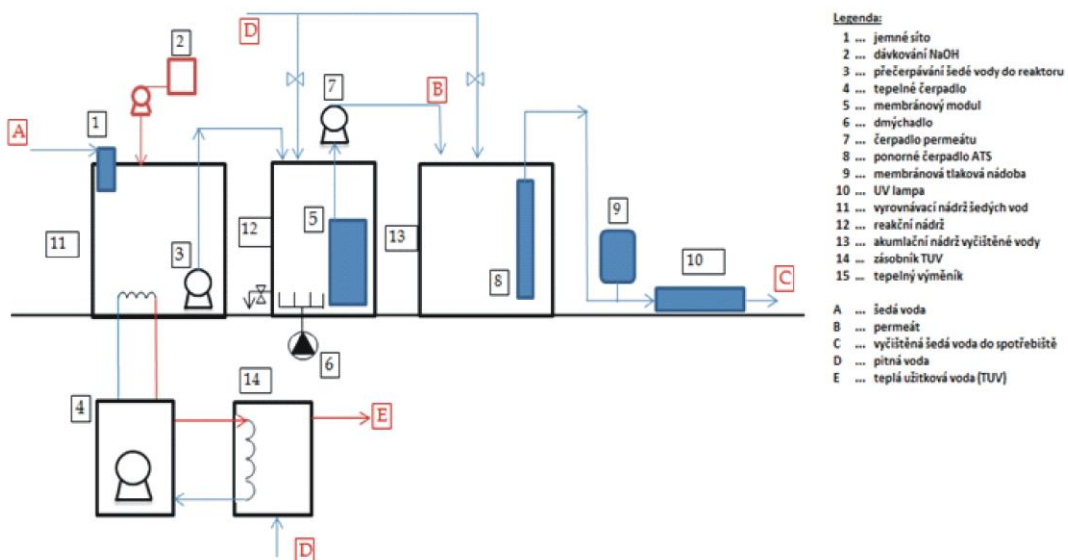 D
2
7
B
1
A
12
5
13
9
11
3
10
8
C
6
14
4
E
D
Legenda:
1 ... jemné síto
2 ... dávkování NaOH
3 ... přečerpávání šedé vody do reaktoru
4 ... tepelné čerpadlo
5 ... membránový modul
6 ... dmýchadlo
7 ... čerpadlo permeátu
8 ... ponorné čerpadlo ATS
9 ... membránová tlaková nádoba
10 ... UV lampa
11 ... vyrovnávací nádrž šedých vod
12 ... reakční nádrž
13 ... akumlační nádrž vyčištěné vody
14 ... zásobník TUV
15 ... tepelný výměník
A ... šedá voda
B ... permeát
C ... vyčištěná šedá voda do spotřebiště
D ... pitná voda
E ... teplá užitková voda (TUV)